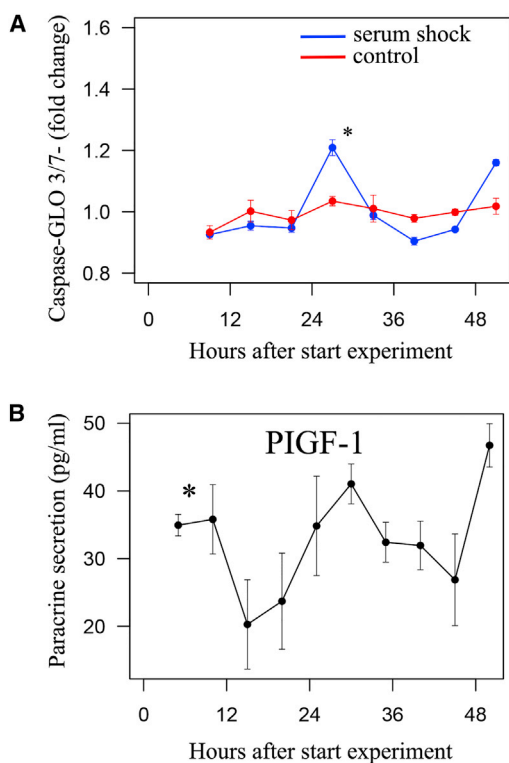 A
serum shock
control
*
Caspase-GLO 3/7- (fold change)
1.6
1.4
1.2
1.0
0.8
0 12 24 36 48
Hours after start experiment
B
PIGF-1
*
Paracrine secretion (pg/ml)
50
40
30
20
0 12 24 36 48
Hours after start experiment